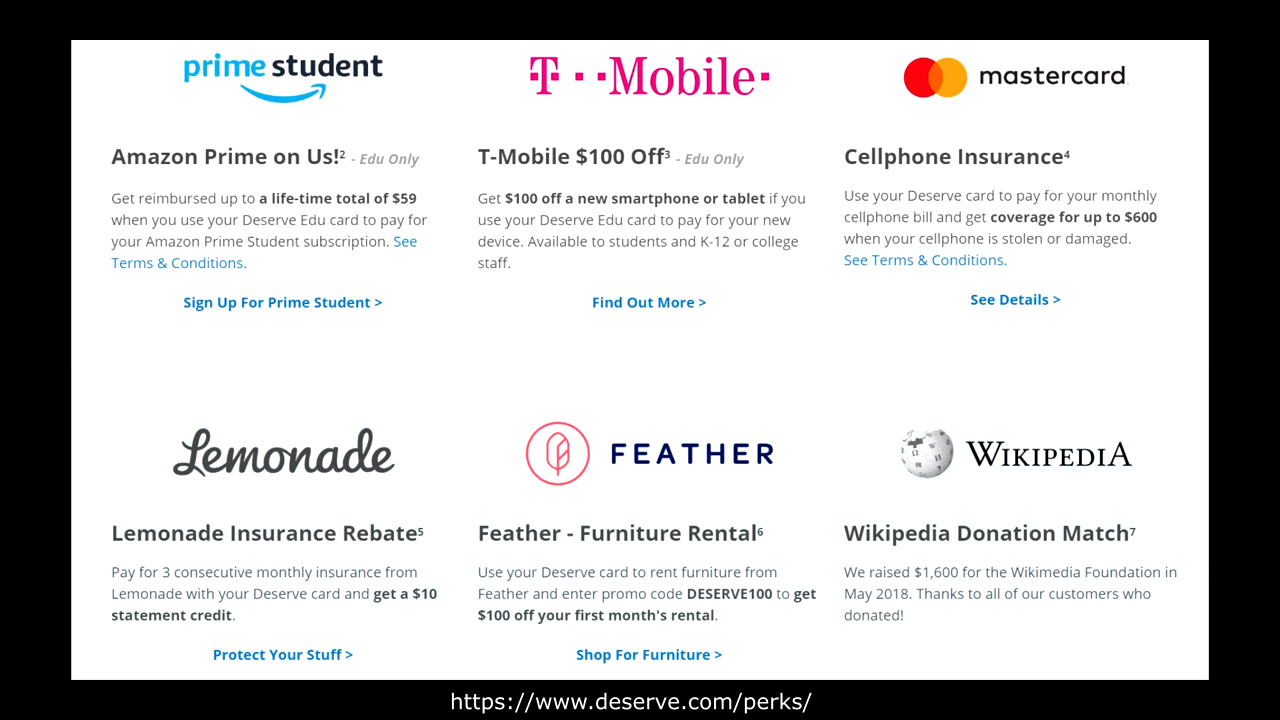 prime student
T··Mobile·
mastercard
Amazon Prime on Us!2 - Edu Only
T-Mobile $100 Off3 - Edu Only
Cellphone Insurance4
Get reimbursed up to a life-time total of $59
when you use your Deserve Edu card to pay for
your Amazon Prime Student subscription. See
Terms & Conditions.
Sign Up For Prime Student >
Get $100 off a new smartphone or tablet if you
use your Deserve Edu card to pay for your new
device. Available to students and K-12 or college
staff.
Find Out More >
Use your Deserve card to pay for your monthly
cellphone bill and get coverage for up to $600
when your cellphone is stolen or damaged.
See Terms & Conditions.
See Details >
Lemonade
FEATHER
WIKIPEDIA
Lemonade Insurance Rebate5
Feather - Furniture Rental6
Wikipedia Donation Match7
Pay for 3 consecutive monthly insurance from
Lemonade with your Deserve card and get a $10
statement credit.
Protect Your Stuff >
Use your Deserve card to rent furniture from
Feather and enter promo code DESERVE100 to get
$100 off your first month's rental.
Shop For Furniture >
We raised $1,600 for the Wikimedia Foundation in
May 2018. Thanks to all of our customers who
donated!
https://www.deserve.com/perks/